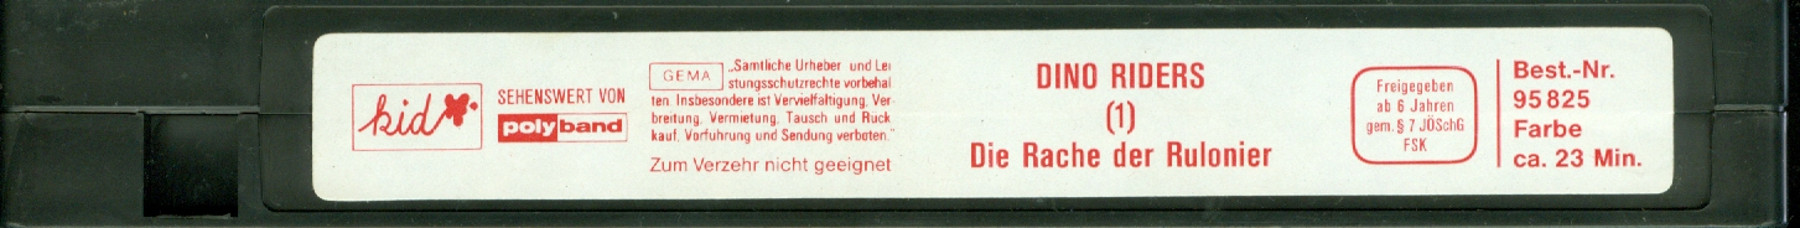 kid
SEHENSWERT VON
polyband
GEMA
„Sämtliche Urheber und Lei
stungsschutzrechte vorbehal
ten. Insbesondere ist Vervielfältigung, Ver-
breitung, Vermietung, Tausch und Rück
kauf, Vorführung und Sendung verboten."
Zum Verzehr nicht geeignet
DINO RIDERS
(1)
Die Rache der Rulonier
Freigegeben
ab 6 Jahren
gem. § 7 JÖSchG
FSK
Best.-Nr.
95 825
Farbe
ca. 23 Min.